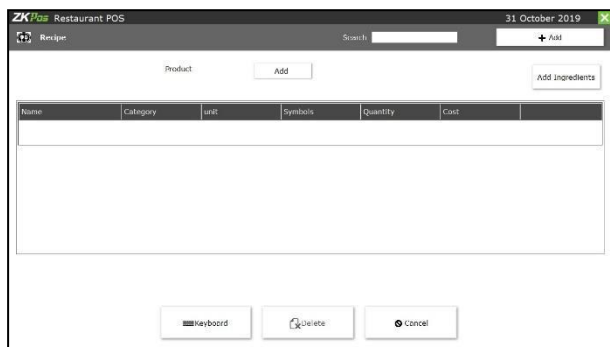 ZKPos Restaurant POS 31 October 2019 X
Recipe Search + Add
Product Add
Add Ingredients
Name Category unit Symbols Quantity Cost
Keyboard Delete Cancel